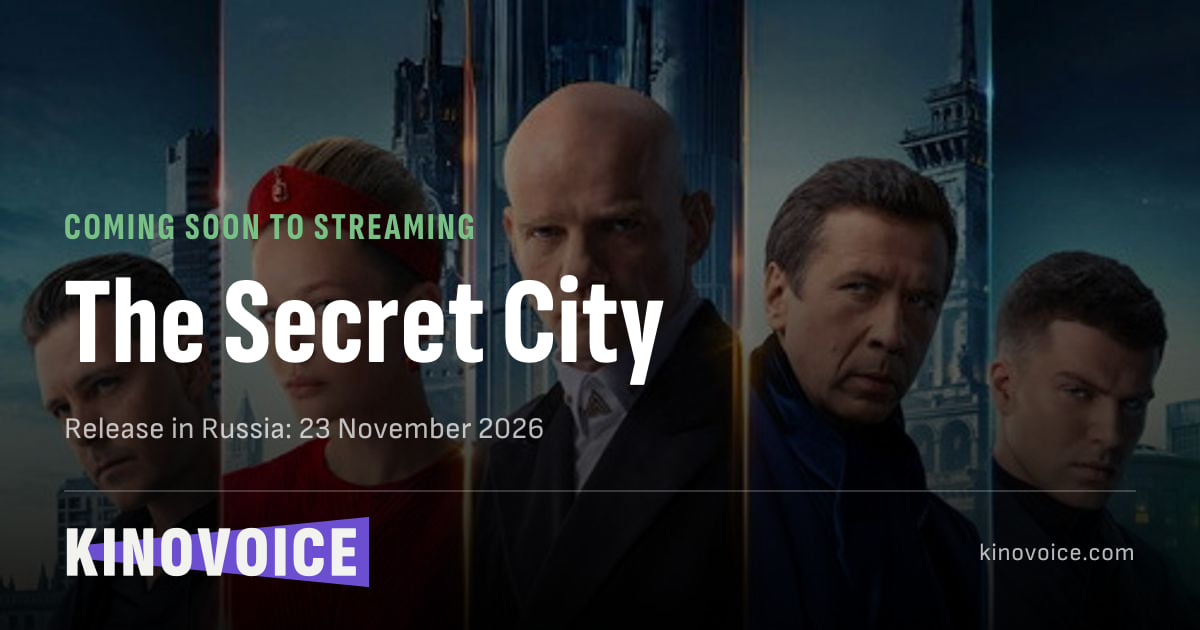 COMING SOON TO STREAMING
The Secret City
Release in Russia: 23 November 2026
KINOVOICE
kinovoice.com